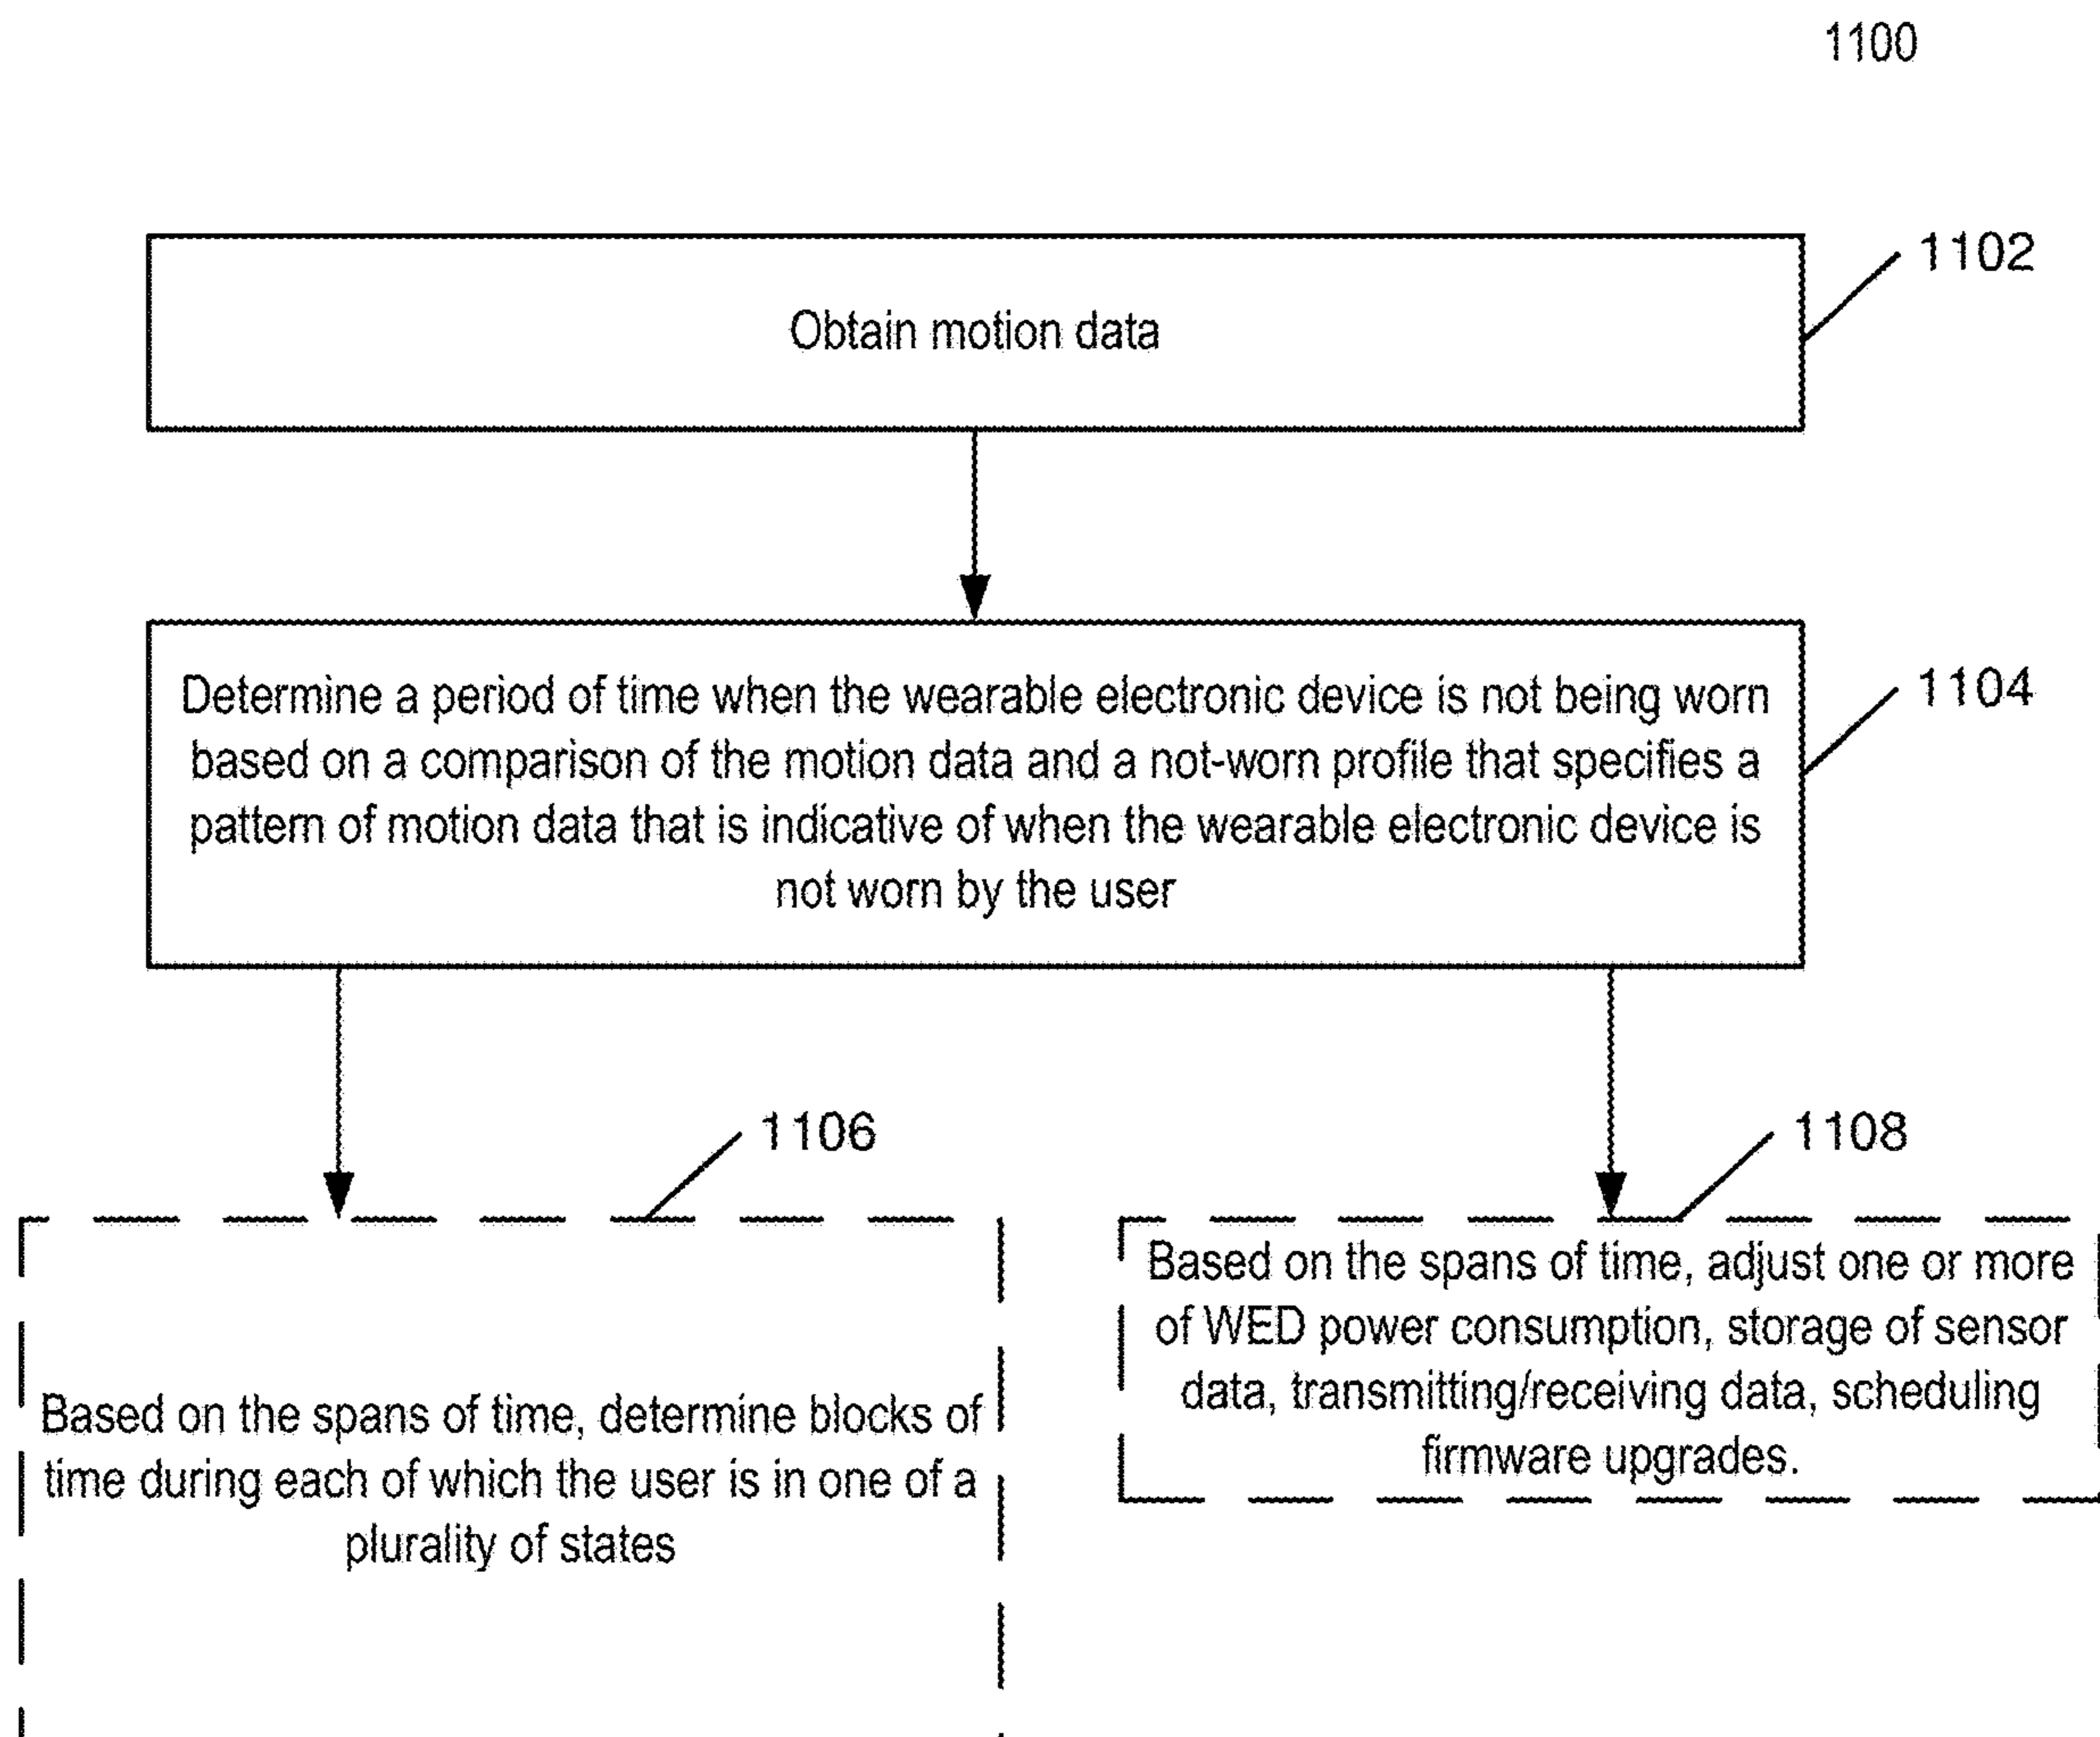 1100
Obtain motion data
1102
Determine a period of time when the wearable electronic device is not being worn
based on a comparison of the motion data and a not-worn profile that specifies a
pattern of motion data that is indicative of when the wearable electronic device is
not worn by the user
1104
1106
Based on the spans of time, determine blocks of
time during each of which the user is in one of a
plurality of states
1108
Based on the spans of time, adjust one or more
of WED power consumption, storage of sensor
data, transmitting/receiving data, scheduling
firmware upgrades.